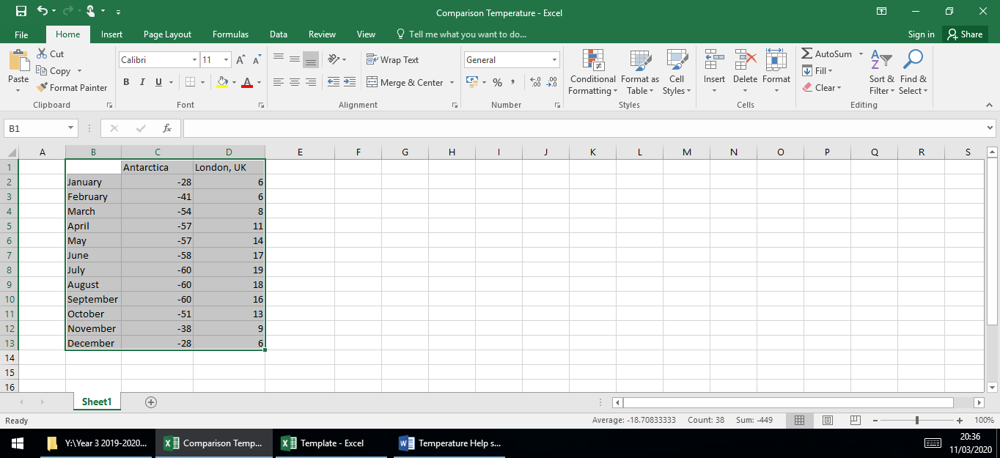 Comparison Temperature - Excel
File Home Insert Page Layout Formulas Data Review View Tell me what you want to do... Sign in Share
Cut
Copy
Format Painter
Paste
Clipboard
Calibri 11
B I U
Font
Wrap Text
Merge & Center
Alignment
General
%
Number
Conditional Formatting
Format as Table
Cell Styles
Styles
Insert Delete Format
Cells
AutoSum
Fill
Clear
Sort & Filter
Find & Select
Editing
B1 fx
A B C D E F G H I J K L M N O P Q R S
1 Antarctica London, UK
2 January -28 6
3 February -41 6
4 March -54 8
5 April -57 11
6 May -57 14
7 June -58 17
8 July -60 19
9 August -60 18
10 September -60 16
11 October -51 13
12 November -38 9
13 December -28 6
14
15
16
Sheet1
Ready Average: -18.70833333 Count: 38 Sum: -449 100%
Y:\Year 3 2019-2020... Comparison Temp... Template - Excel Temperature Help s... 20:36
11/03/2020